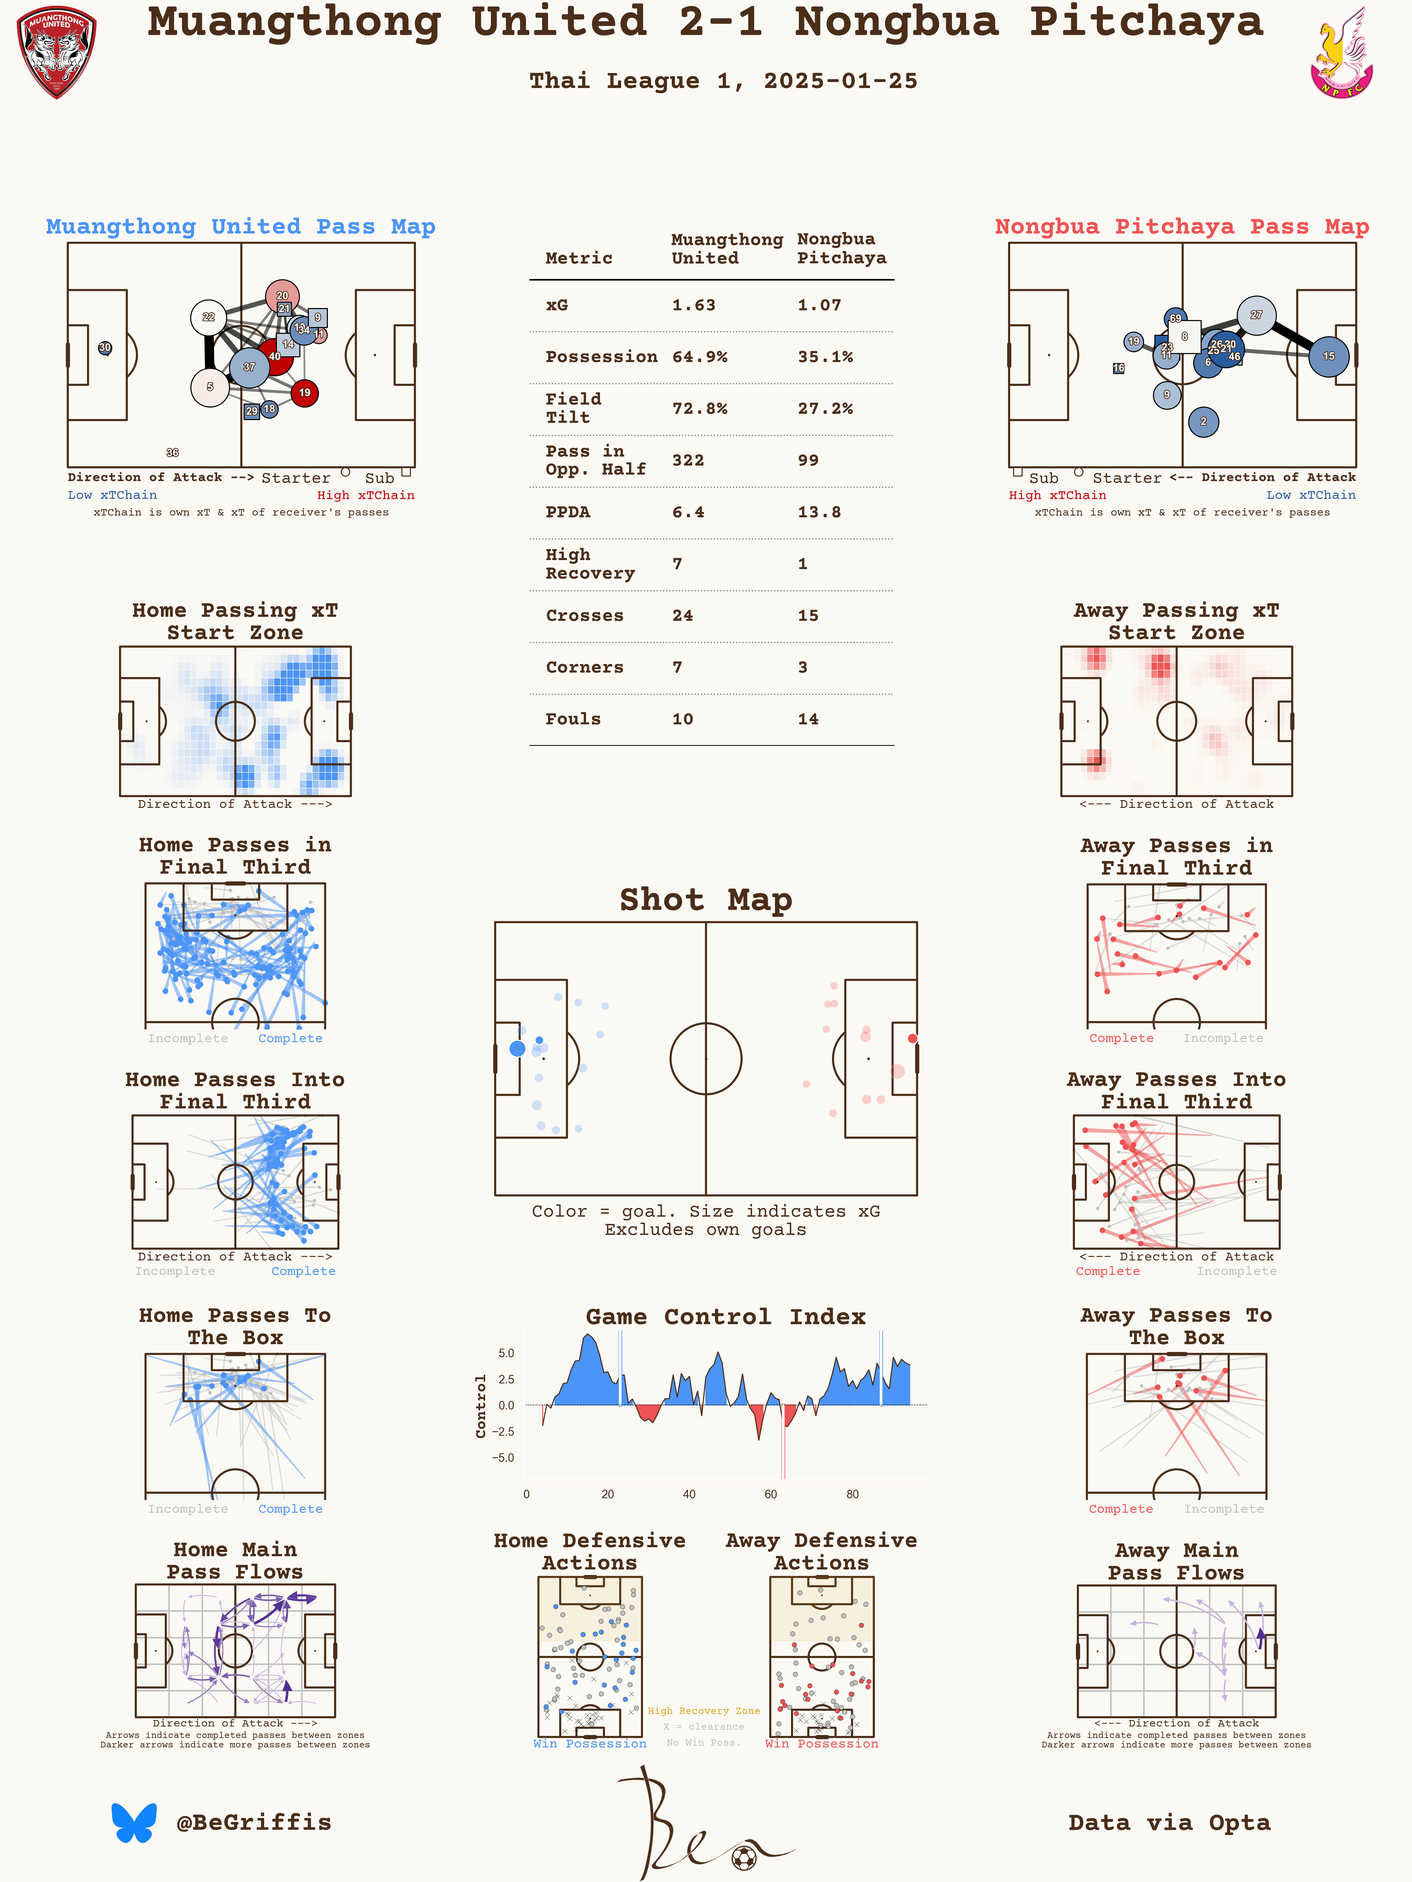 Muangthong United 2-1 Nongbua Pitchaya
Thai League 1, 2025-01-25
MUANGTHONG
UNITED
NPFC
Muangthong United Pass Map
30
22
20
21
9
11
34
14
40
37
5
19
29
18
36
Direction of Attack --> Starter Sub
Low xTChain High xTChain
xTChain is own xT & xT of receiver's passes
Metric Muangthong United Nongbua Pitchaya
xG 1.63 1.07
Possession 64.9% 35.1%
Field Tilt 72.8% 27.2%
Pass in Opp. Half 322 99
PPDA 6.4 13.8
High Recovery 7 1
Crosses 24 15
Corners 7 3
Fouls 10 14
Nongbua Pitchaya Pass Map
69
27
8
19
23
11
26
20
25
21
46
6
15
16
9
2
Sub Starter <-- Direction of Attack
High xTChain Low xTChain
xTChain is own xT & xT of receiver's passes
Home Passing xT
Start Zone
Direction of Attack --->
Away Passing xT
Start Zone
<--- Direction of Attack
Home Passes in
Final Third
Incomplete Complete
Away Passes in
Final Third
Complete Incomplete
Shot Map
Color = goal. Size indicates xG
Excludes own goals
Home Passes Into
Final Third
Direction of Attack --->
Incomplete Complete
Away Passes Into
Final Third
<--- Direction of Attack
Complete Incomplete
Home Passes To
The Box
Incomplete Complete
Game Control Index
Control
5.0
2.5
0.0
−2.5
−5.0
0 20 40 60 80
Away Passes To
The Box
Complete Incomplete
Home Main
Pass Flows
Direction of Attack --->
Arrows indicate completed passes between zones
Darker arrows indicate more passes between zones
Home Defensive
Actions
Win Possession
Away Defensive
Actions
Win Possession
High Recovery Zone
X = clearance
No Win Poss.
Away Main
Pass Flows
<--- Direction of Attack
Arrows indicate completed passes between zones
Darker arrows indicate more passes between zones
@BeGriffis
Ben
Data via Opta